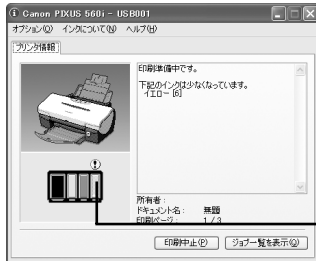 Canon PIXUS 560i - USB001
オプション(O) インクについて(N) ヘルプ(H)
プリンタ情報
印刷準備中です。
下記のインクは少なくなっています。
イエロー [6]
所有者:
ドキュメント名: 無題
印刷ページ: 1 / 3
印刷中止(P) ジョブ一覧を表示(Q)